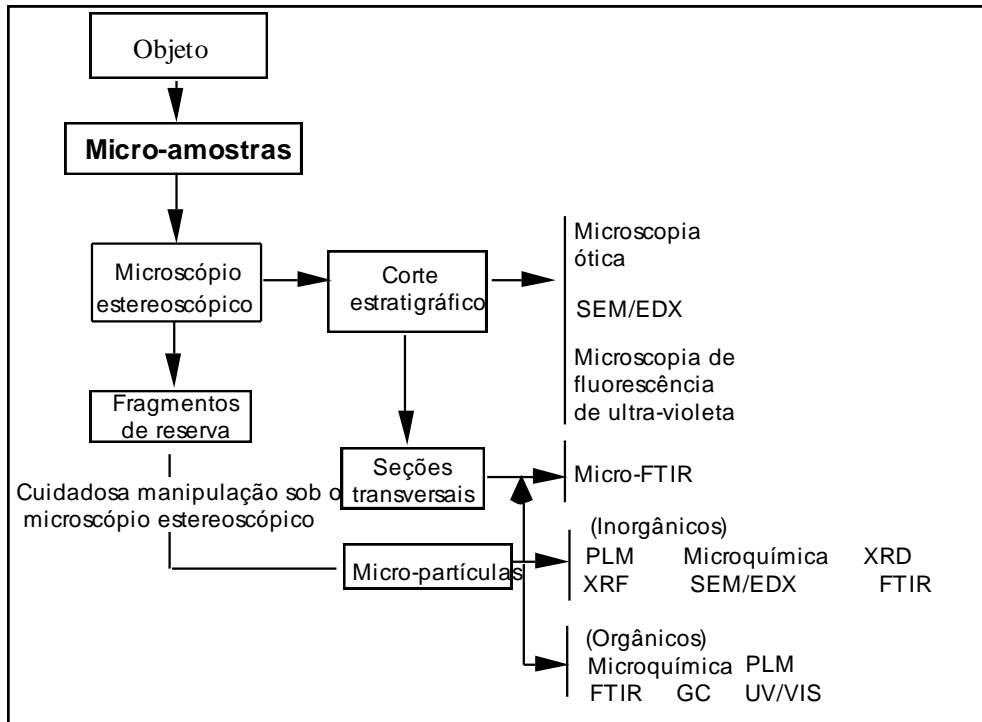 Objeto
Micro-amostras
Microscópio
estereoscópico
Corte
estratigráfico
Microscopia
ótica
SEM/EDX
Microscopia de
fluorescência
de ultra-violeta
Fragmentos
de reserva
Seções
transversais
Micro-FTIR
Cuidadosa manipulação sob o
microscópio estereoscópico
Micro-partículas
(Inorgânicos)
PLM Microquímica XRD
XRF SEM/EDX FTIR
(Orgânicos)
Microquímica PLM
FTIR GC UV/VIS